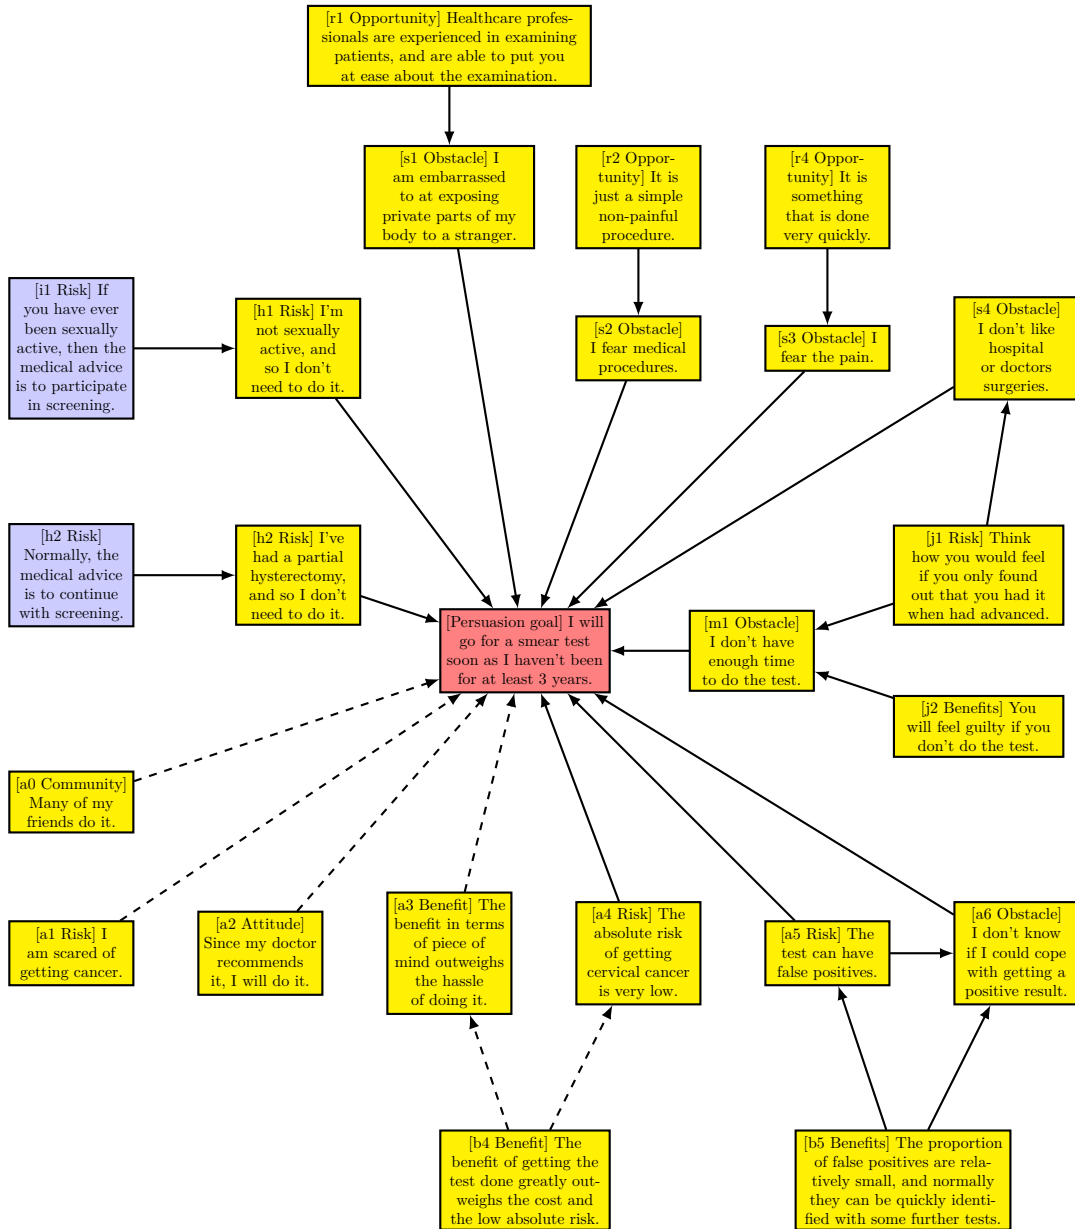 [r1 Opportunity] Healthcare profes-
sionals are experienced in examining
patients, and are able to put you
at ease about the examination.
[s1 Obstacle] I
am embarrassed
to at exposing
private parts of my
body to a stranger.
[r2 Oppor-
tunity] It is
just a simple
non-painful
procedure.
[r4 Oppor-
tunity] It is
something
that is done
very quickly.
[i1 Risk] If
you have ever
been sexually
active, then the
medical advice
is to participate
in screening.
[h1 Risk] I'm
not sexually
active, and
so I don't
need to do it.
[s2 Obstacle]
I fear medical
procedures.
[s3 Obstacle] I
fear the pain.
[s4 Obstacle]
I don't like
hospital
or doctors
surgeries.
[h2 Risk]
Normally, the
medical advice
is to continue
with screening.
[h2 Risk] I've
had a partial
hysterectomy,
and so I don't
need to do it.
[j1 Risk] Think
how you would feel
if you only found
out that you had it
when had advanced.
[Persuasion goal] I will
go for a smear test
soon as I haven't been
for at least 3 years.
[m1 Obstacle]
I don't have
enough time
to do the test.
[j2 Benefits] You
will feel guilty if you
don't do the test.
[a0 Community]
Many of my
friends do it.
[a1 Risk] I
am scared of
getting cancer.
[a2 Attitude]
Since my doctor
recommends
it, I will do it.
[a3 Benefit] The
benefit in terms
of piece of
mind outweighs
the hassle
of doing it.
[a4 Risk] The
absolute risk
of getting
cervical cancer
is very low.
[a5 Risk] The
test can have
false positives.
[a6 Obstacle]
I don't know
if I could cope
with getting a
positive result.
[b4 Benefit] The
benefit of getting the
test done greatly out-
weighs the cost and
the low absolute risk.
[b5 Benefits] The proportion
of false positives are rela-
tively small, and normally
they can be quickly identi-
fied with some further tests.